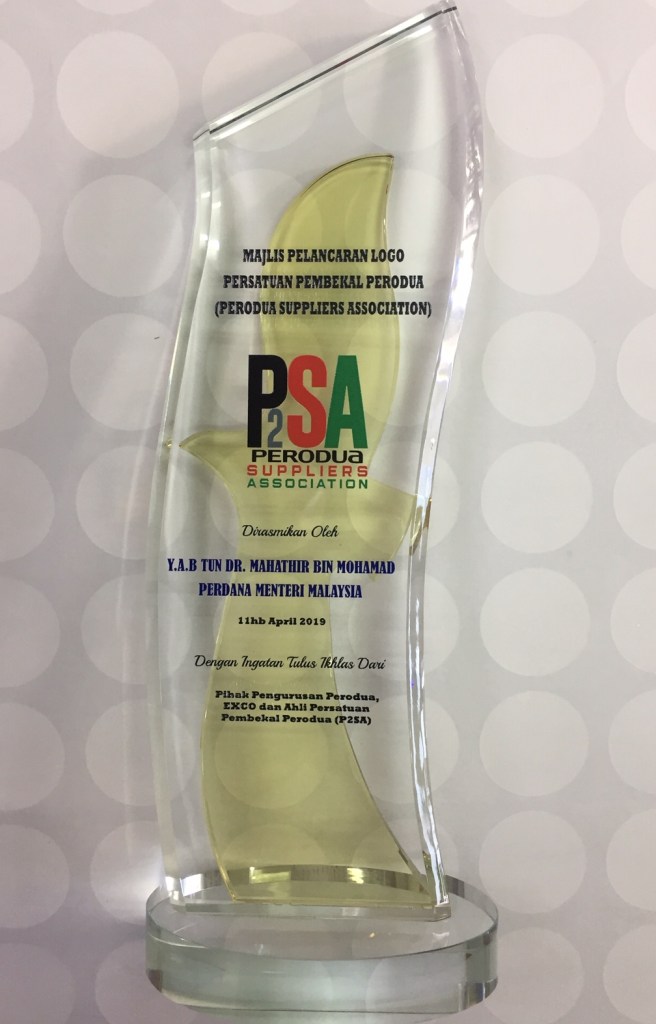 MAJLIS PELANCARAN LOGO
PERSATUAN PEMBEKAL PERODUA
(PERODUA SUPPLIERS ASSOCIATION)
P2SA
PERODUA
SUPPLIERS
ASSOCIATION
Dirasmikan Oleh
Y.A.B TUN DR. MAHATHIR BIN MOHAMAD
PERDANA MENTERI MALAYSIA
11hb April 2019
Dengan Ingatan Tulus Ikhlas Dari
Pihak Pengurusan Perodua,
EXCO dan Ahli Persatuan
Pembekal Perodua (P2SA)